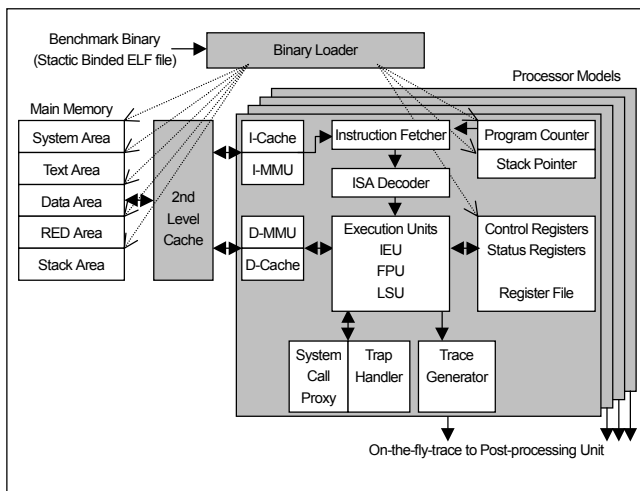 Benchmark Binary
(Stactic Binded ELF file)
Binary Loader
Processor Models
Main Memory
System Area
Text Area
Data Area
RED Area
Stack Area
2nd
Level
Cache
I-Cache
I-MMU
D-MMU
D-Cache
Instruction Fetcher
ISA Decoder
Execution Units
IEU
FPU
LSU
Program Counter
Stack Pointer
Control Registers
Status Registers
Register File
System
Call
Proxy
Trap
Handler
Trace
Generator
On-the-fly-trace to Post-processing Unit